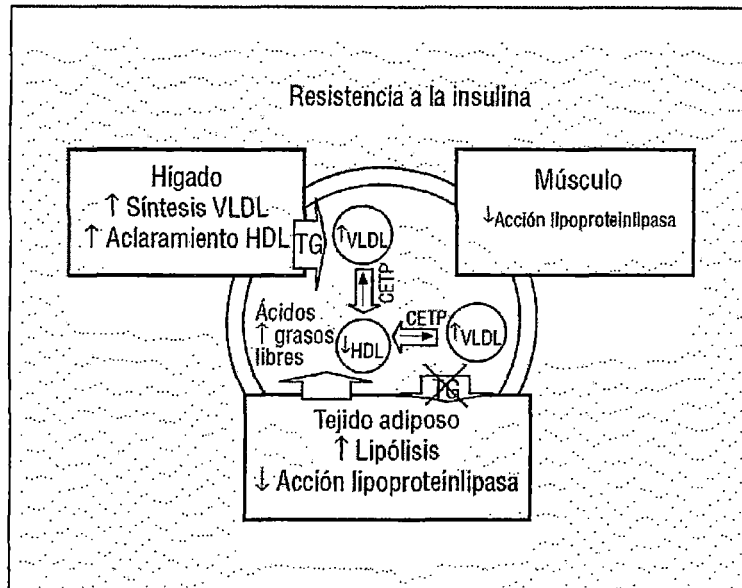 Resistencia a la insulina
Hígado
↑ Síntesis VLDL
↑ Aclaramiento HDL
TG
Músculo
↓Acción lipoproteinlipasa
↑VLDL
CETP
Ácidos
↑ grasos
libres
↓HDL
CETP
↑VLDL
TG
Tejido adiposo
↑ Lipólisis
↓ Acción lipoproteínlipasa